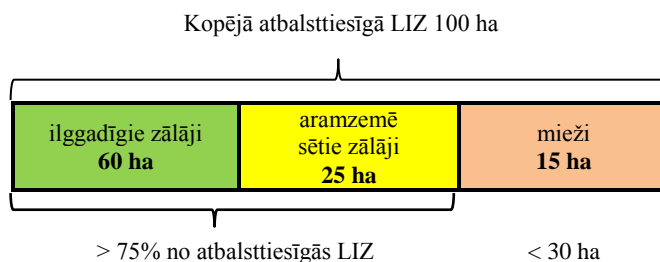 Kopējā atbalsttiesīgā LIZ 100 ha
ilggadīgie zālāji
60 ha
aramzemē
sētie zālāji
25 ha
mieži
15 ha
> 75% no atbalsttiesīgās LIZ
< 30 ha